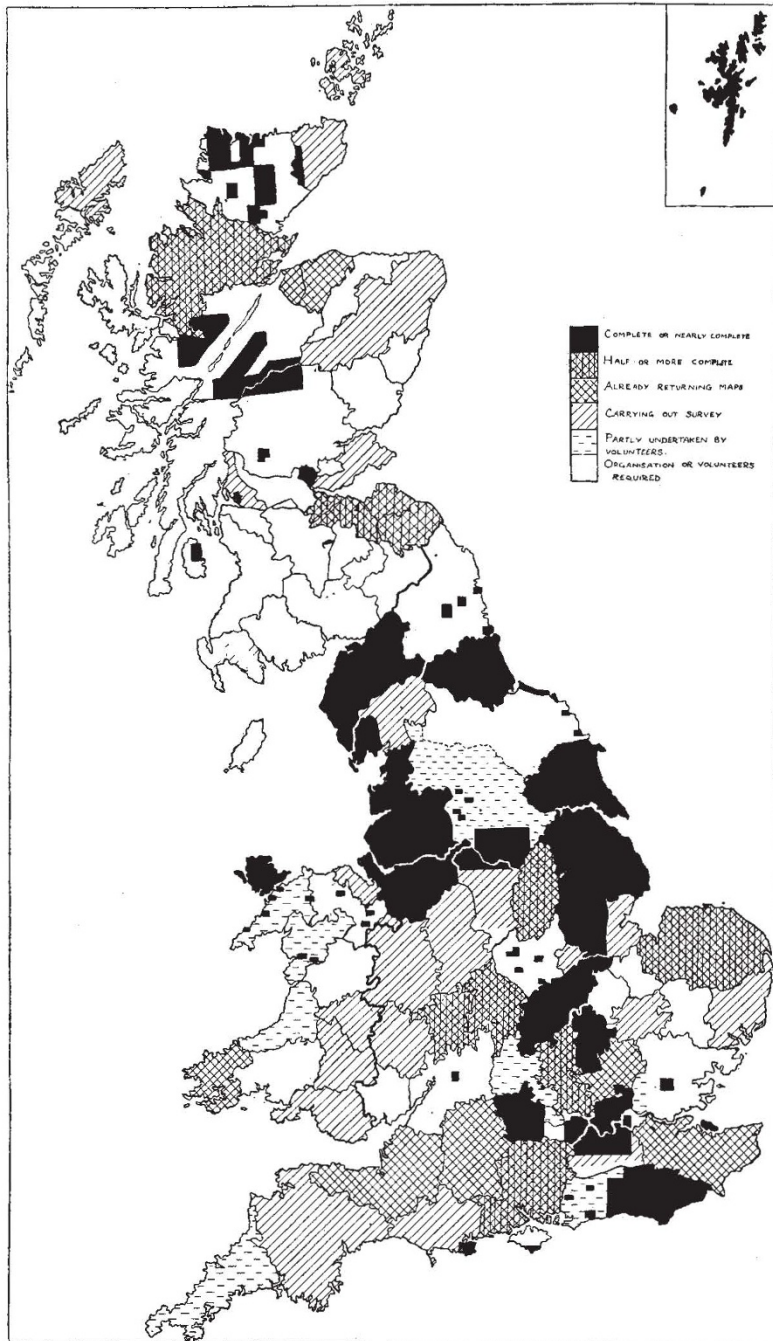 COMPLETE OR NEARLY COMPLETE
HALF OR MORE COMPLETE
ALREADY RETURNING MAPS
CARRYING OUT SURVEY
PARTLY UNDERTAKEN BY
VOLUNTEERS.
ORGANISATION OR VOLUNTEERS
REQUIRED